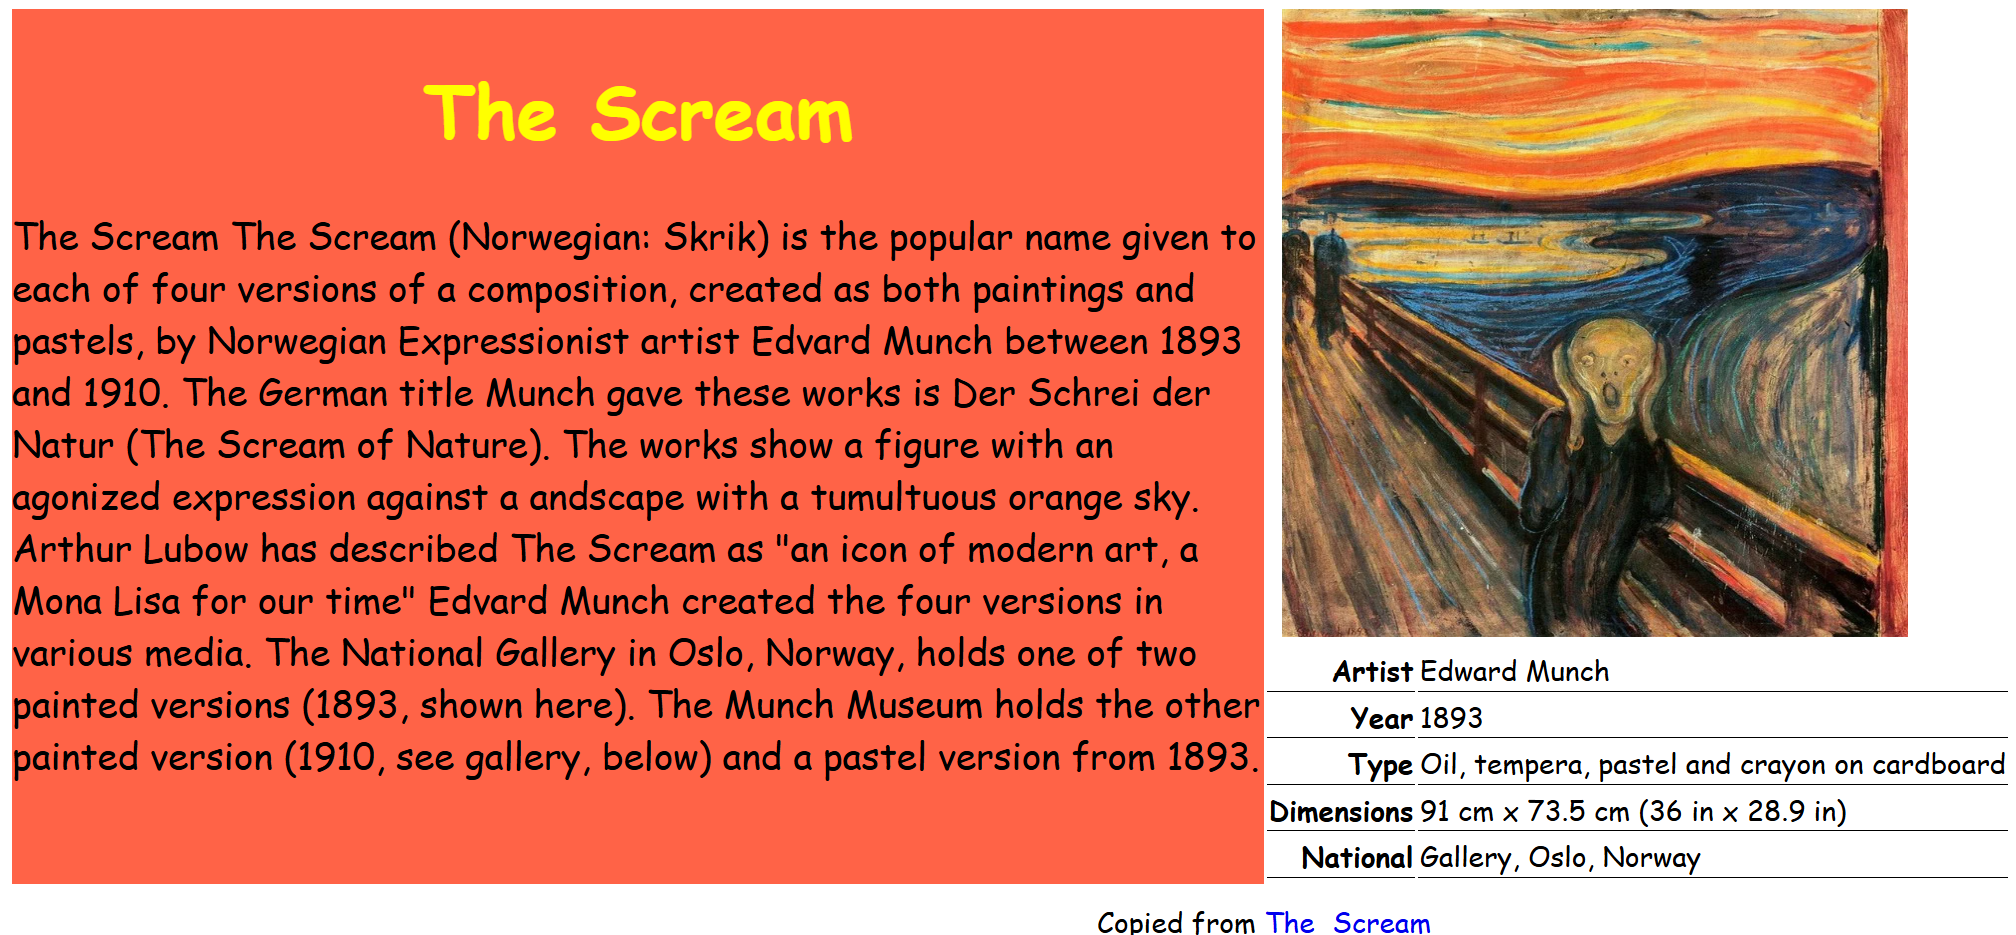 The Scream
The Scream The Scream (Norwegian: Skrik) is the popular name given to
each of four versions of a composition, created as both paintings and
pastels, by Norwegian Expressionist artist Edvard Munch between 1893
and 1910. The German title Munch gave these works is Der Schrei der
Natur (The Scream of Nature). The works show a figure with an
agonized expression against a andscape with a tumultuous orange sky.
Arthur Lubow has described The Scream as "an icon of modern art, a
Mona Lisa for our time" Edvard Munch created the four versions in
various media. The National Gallery in Oslo, Norway, holds one of two
painted versions (1893, shown here). The Munch Museum holds the other
painted version (1910, see gallery, below) and a pastel version from 1893.
Artist Edward Munch
Year 1893
Type Oil, tempera, pastel and crayon on cardboard
Dimensions 91 cm x 73.5 cm (36 in x 28.9 in)
National Gallery, Oslo, Norway
Copied from The Scream